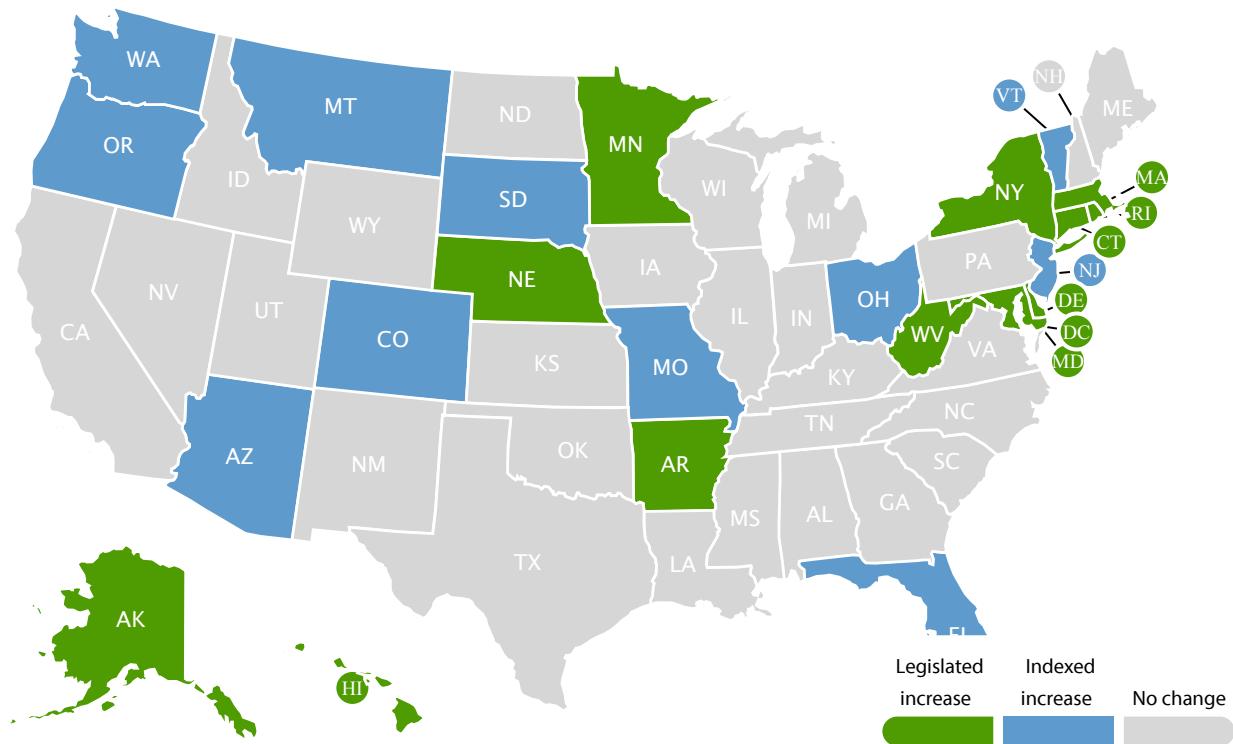 WA
MT
ND
MN
VT
NH
ME
OR
ID
SD
WI
MI
NY
MA
RI
CT
WY
NE
IA
PA
NJ
NV
UT
CO
IL
IN
OH
DE
DC
MD
WV
VA
CA
KS
MO
KY
AZ
NM
OK
AR
TN
NC
SC
MS
AL
GA
TX
LA
AK
HI
FL
Legislated increase
Indexed increase
No change